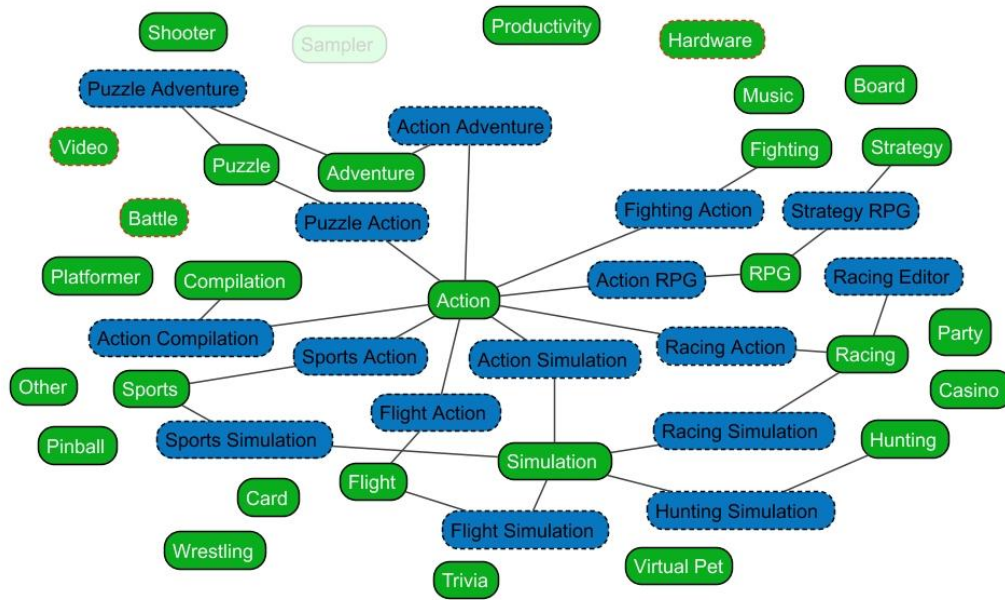 Shooter
Sampler
Productivity
Hardware
Puzzle Adventure
Music
Board
Action Adventure
Video
Puzzle
Adventure
Fighting
Strategy
Battle
Puzzle Action
Fighting Action
Strategy RPG
Platformer
Compilation
Action
Action RPG
RPG
Racing Editor
Action Compilation
Sports Action
Action Simulation
Racing Action
Racing
Party
Other
Sports
Flight Action
Casino
Pinball
Sports Simulation
Racing Simulation
Hunting
Simulation
Flight
Card
Hunting Simulation
Flight Simulation
Wrestling
Trivia
Virtual Pet